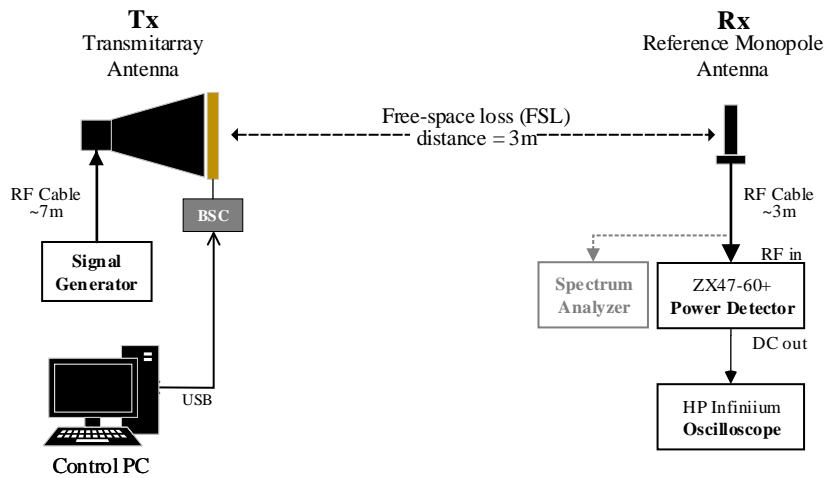 Tx
Transmitarray
Antenna
Rx
Reference Monopole
Antenna
Free-space loss (FSL)
distance = 3m
RF Cable
~7m
BSC
RF Cable
~3m
Signal
Generator
RF in
Spectrum
Analyzer
ZX47-60+
Power Detector
DC out
USB
HP Infiniium
Oscilloscope
Control PC